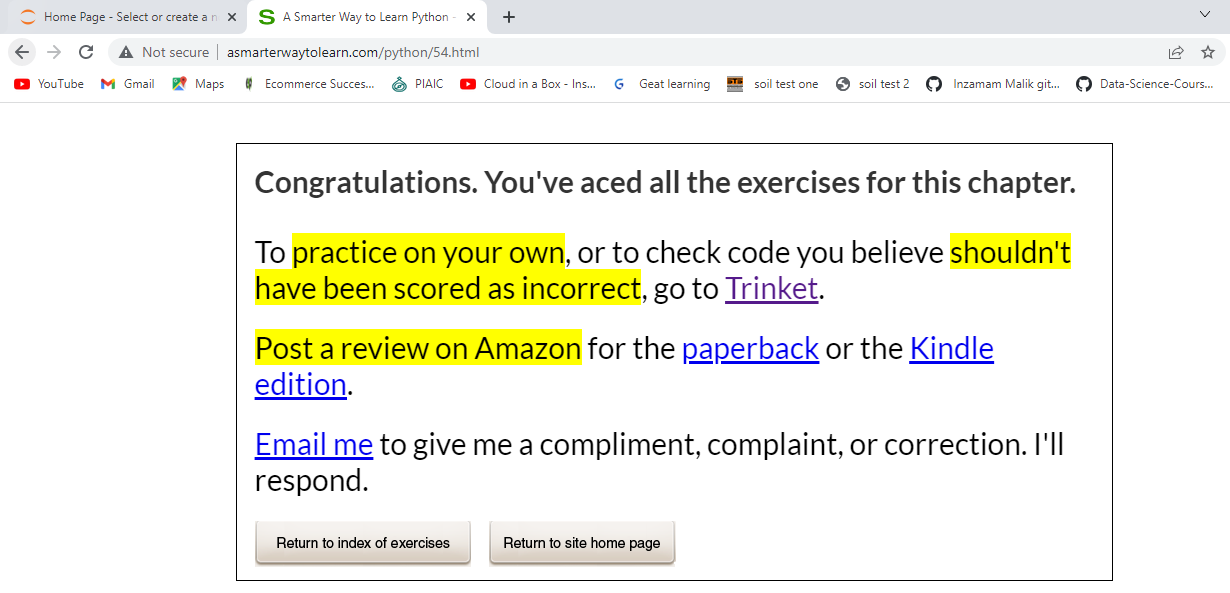 Home Page - Select or create a n
A Smarter Way to Learn Python -
Not secure
asmarterwaytolearn.com/python/54.html
YouTube
Gmail
Maps
Ecommerce Succes...
PIAIC
Cloud in a Box - Ins...
Geat learning
soil test one
soil test 2
Inzamam Malik git...
Data-Science-Cours...
Congratulations. You've aced all the exercises for this chapter.
To practice on your own, or to check code you believe shouldn't
have been scored as incorrect, go to Trinket.
Post a review on Amazon for the paperback or the Kindle
edition.
Email me to give me a compliment, complaint, or correction. I'll
respond.
Return to index of exercises
Return to site home page